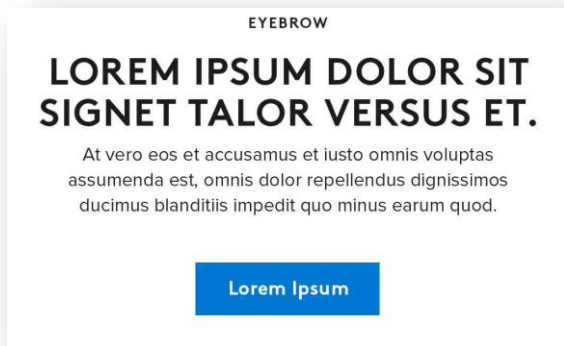 EYEBROW
LOREM IPSUM DOLOR SIT
SIGNET TALOR VERSUS ET.
At vero eos et accusamus et iusto omnis voluptas
assumenda est, omnis dolor repellendus dignissimos
ducimus blanditiis impedit quo minus earum quod.
Lorem Ipsum